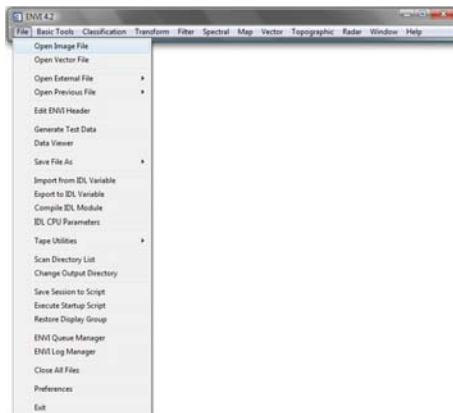 ENVI 4.2
File Basic Tools Classification Transform Filter Spectral Map Vector Topographic Radar Window Help
Open Image File
Open Vector File
Open External File
Open Previous File
Edit ENVI Header
Generate Test Data
Data Viewer
Save File As
Import from IDL Variable
Export to IDL Variable
Compile IDL Module
IDL CPU Parameters
Tape Utilities
Scan Directory List
Change Output Directory
Save Session to Script
Execute Startup Script
Restore Display Group
ENVI Queue Manager
ENVI Log Manager
Close All Files
Preferences
Exit